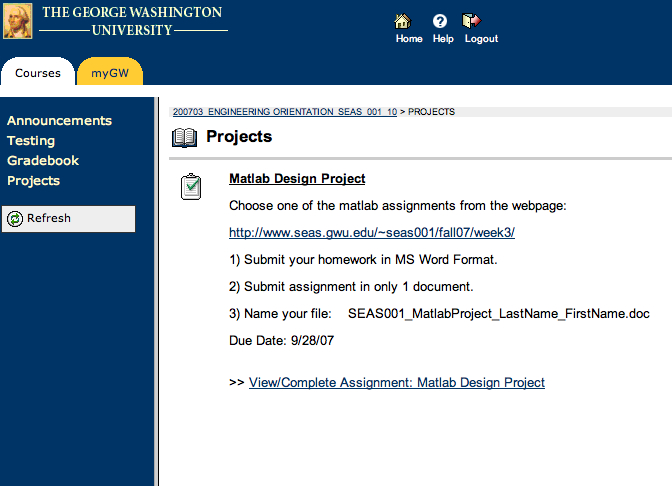 THE GEORGE WASHINGTON
UNIVERSITY
Home Help Logout
Courses myGW
Announcements
Testing
Gradebook
Projects
Refresh
200703_ENGINEERING ORIENTATION_SEAS_001_10 > PROJECTS
Projects
Matlab Design Project
Choose one of the matlab assignments from the webpage:
http://www.seas.gwu.edu/~seas001/fall07/week3/
1) Submit your homework in MS Word Format.
2) Submit assignment in only 1 document.
3) Name your file: SEAS001_MatlabProject_LastName_FirstName.doc
Due Date: 9/28/07
>> View/Complete Assignment: Matlab Design Project